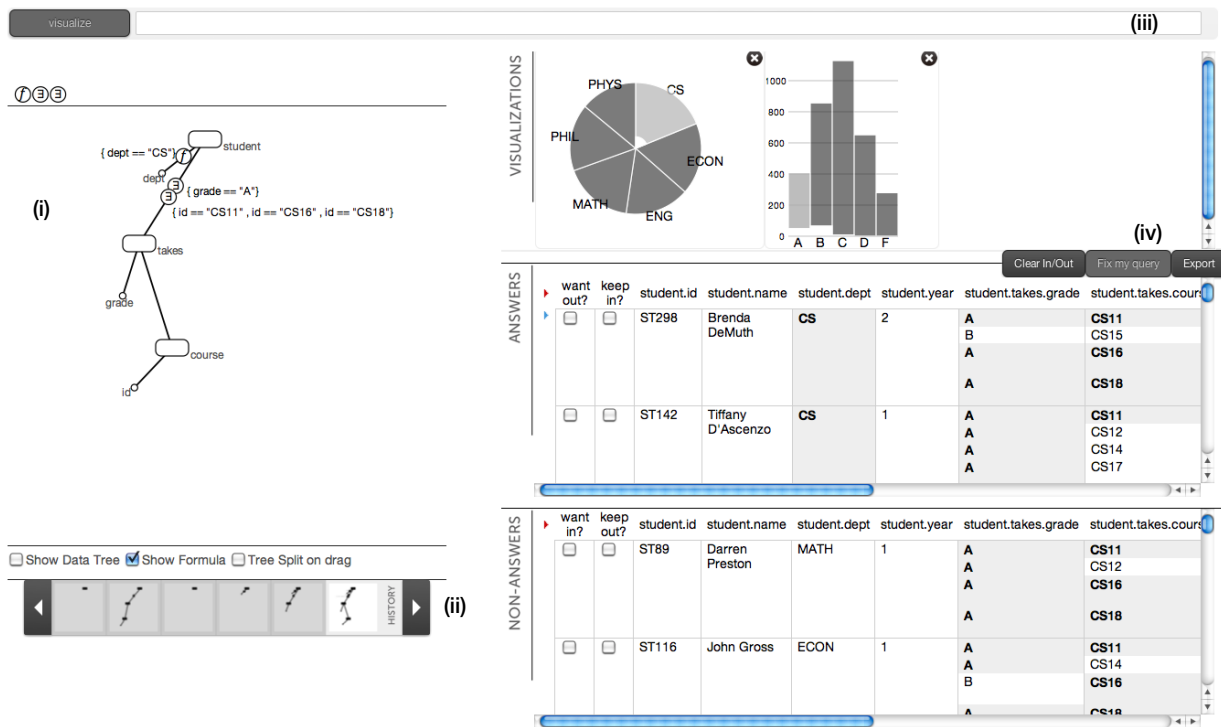 visualize
(iii)
f ∃ ∃
student
{ dept == "CS"}
f
dept
∃
{ grade == "A"}
∃
{ id == "CS11" , id == "CS16" , id == "CS18"}
(i)
takes
grade
course
id
Show Data Tree Show Formula Tree Split on drag
HISTORY
(ii)
VISUALIZATIONS
PHYS CS
PHIL ECON
MATH ENG
1000
800
600
400
200
0
A B C D F
(iv)
Clear In/Out Fix my query Export
ANSWERS
want out? keep in? student.id student.name student.dept student.year student.takes.grade student.takes.cours
ST298 Brenda DeMuth CS 2 A CS11
B CS15
A CS16
A CS18
ST142 Tiffany D'Ascenzo CS 1 A CS11
A CS12
A CS14
A CS17
NON-ANSWERS
want in? keep out? student.id student.name student.dept student.year student.takes.grade student.takes.cours
ST89 Darren Preston MATH 1 A CS11
A CS12
A CS16
A CS18
ST116 John Gross ECON 1 A CS11
A CS14
B CS16
A CS18